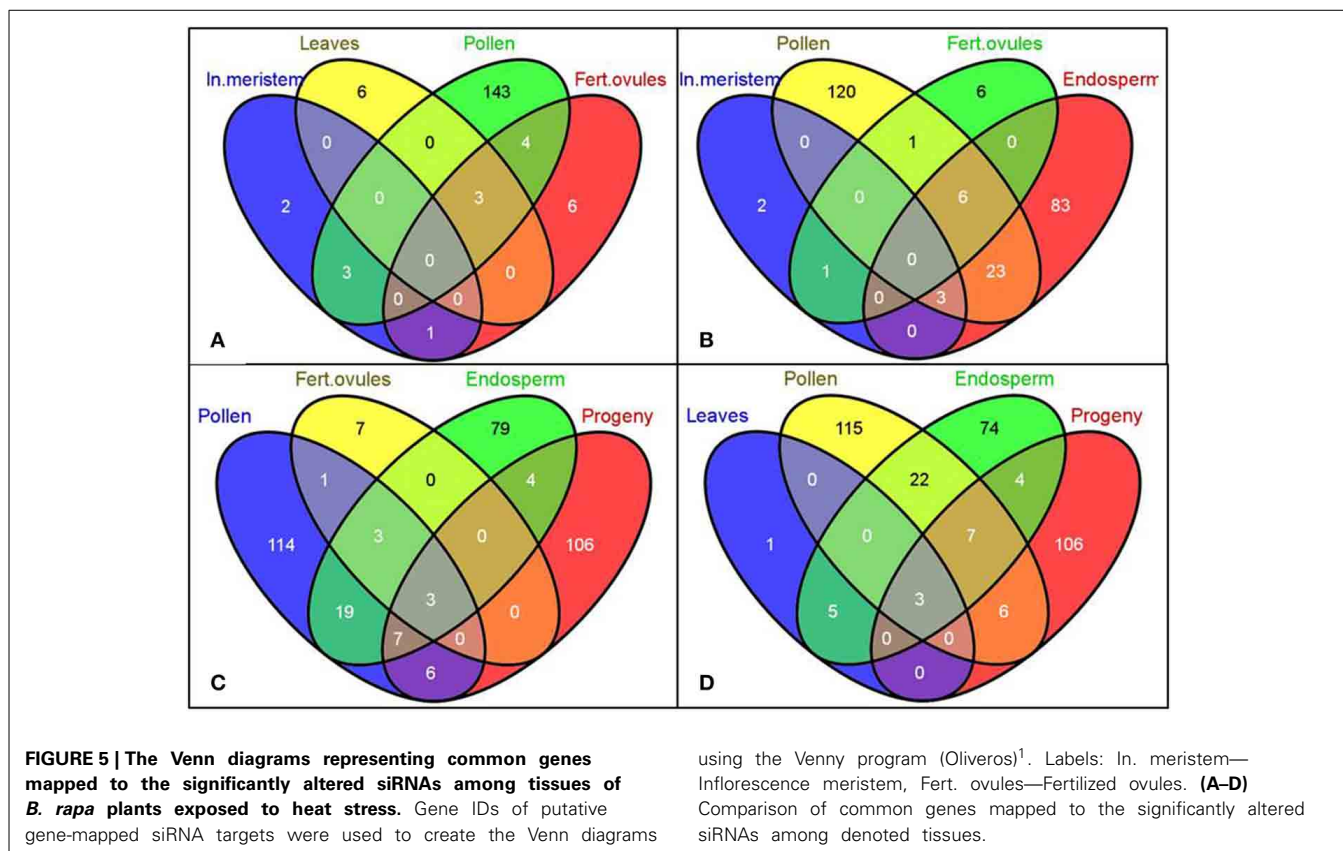 Leaves Pollen
In.meristem Fert.ovules
6 143
0 0 4
2 0 3 6
3 0 0
0 0
1
A
Pollen Fert.ovules
In.meristem Endosperm
120 6
0 1 0
2 0 6 83
1 0 23
0 3
0
B
Fert.ovules Endosperm
Pollen Progeny
7 79
1 0 4
114 3 0 106
19 3 0
7 0
6
C
Pollen Endosperm
Leaves Progeny
115 74
0 22 4
1 0 7 106
5 3 6
0 0
0
D
FIGURE 5 | The Venn diagrams representing common genes
mapped to the significantly altered siRNAs among tissues of
B. rapa plants exposed to heat stress. Gene IDs of putative
gene-mapped siRNA targets were used to create the Venn diagrams
using the Venny program (Oliveros)¹. Labels: In. meristem—
Inflorescence meristem, Fert. ovules—Fertilized ovules. (A–D)
Comparison of common genes mapped to the significantly altered
siRNAs among denoted tissues.